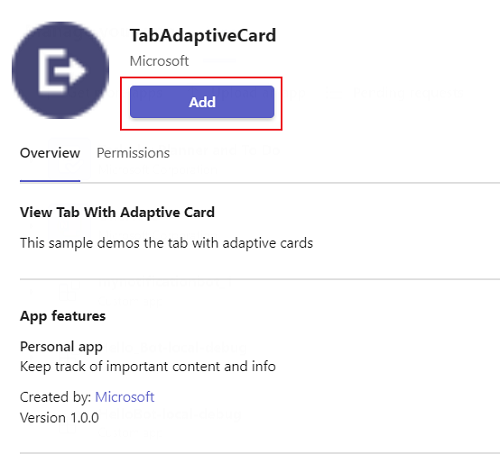 TabAdaptiveCard
Microsoft
Add
Overview Permissions
View Tab With Adaptive Card
This sample demos the tab with adaptive cards
App features
Personal app
Keep track of important content and info
Created by: Microsoft
Version 1.0.0